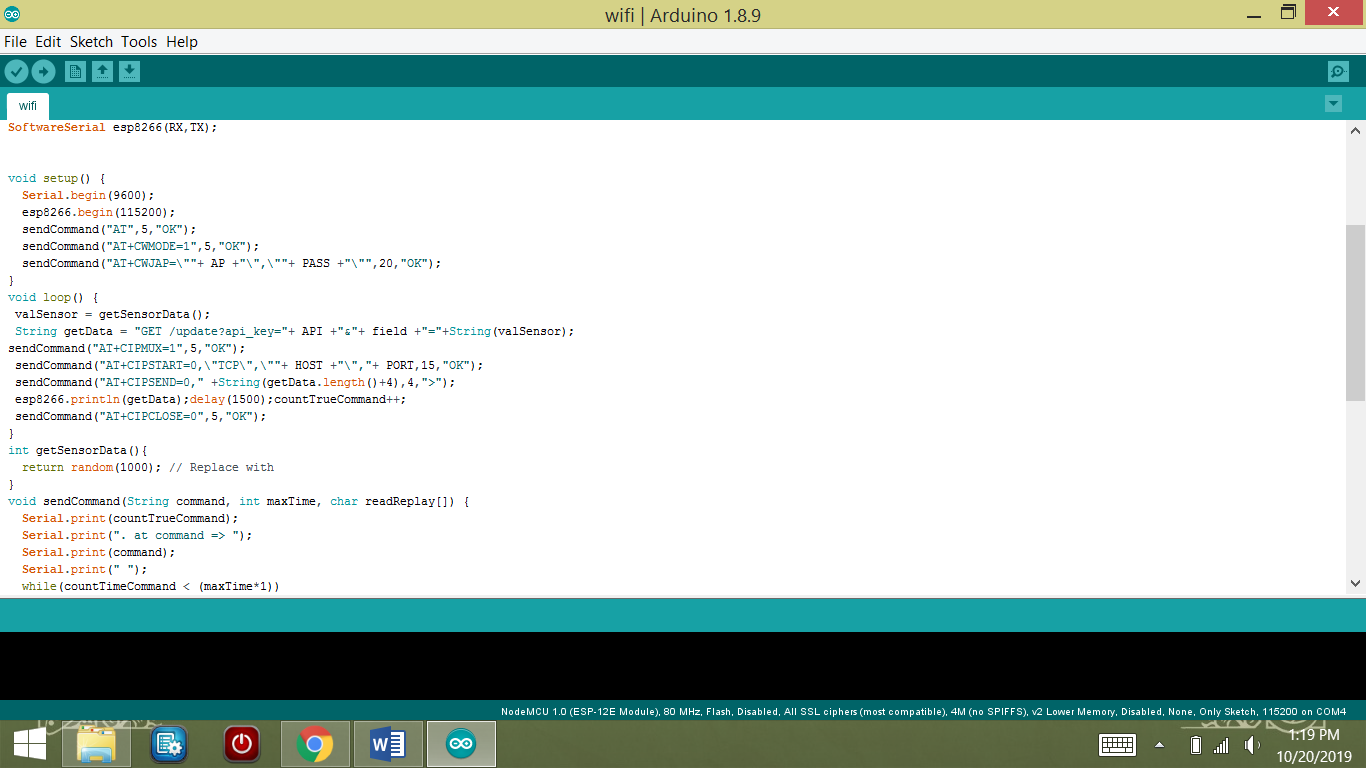 wifi | Arduino 1.8.9
File Edit Sketch Tools Help
wifi
SoftwareSerial esp8266(RX,TX);
void setup() {
Serial.begin(9600);
esp8266.begin(115200);
sendCommand("AT",5,"OK");
sendCommand("AT+CWMODE=1",5,"OK");
sendCommand("AT+CWJAP=\""+ AP +"\",\""+ PASS +"\"",20,"OK");
}
void loop() {
valSensor = getSensorData();
String getData = "GET /update?api_key="+ API +"&"+ field +"="+String(valSensor);
sendCommand("AT+CIPMUX=1",5,"OK");
sendCommand("AT+CIPSTART=0,\"TCP\",\""+ HOST +"\","+ PORT,15,"OK");
sendCommand("AT+CIPSEND=0," +String(getData.length()+4),4,">");
esp8266.println(getData);delay(1500);countTrueCommand++;
sendCommand("AT+CIPCLOSE=0",5,"OK");
}
int getSensorData(){
return random(1000); // Replace with
}
void sendCommand(String command, int maxTime, char readReplay[]) {
Serial.print(countTrueCommand);
Serial.print(". at command => ");
Serial.print(command);
Serial.print(" ");
while(countTimeCommand < (maxTime*1))
NodeMCU 1.0 (ESP-12E Module), 80 MHz, Flash, Disabled, All SSL ciphers (most compatible), 4M (no SPIFFS), v2 Lower Memory, Disabled, None, Only Sketch, 115200 on COM4
1:19 PM
10/20/2019